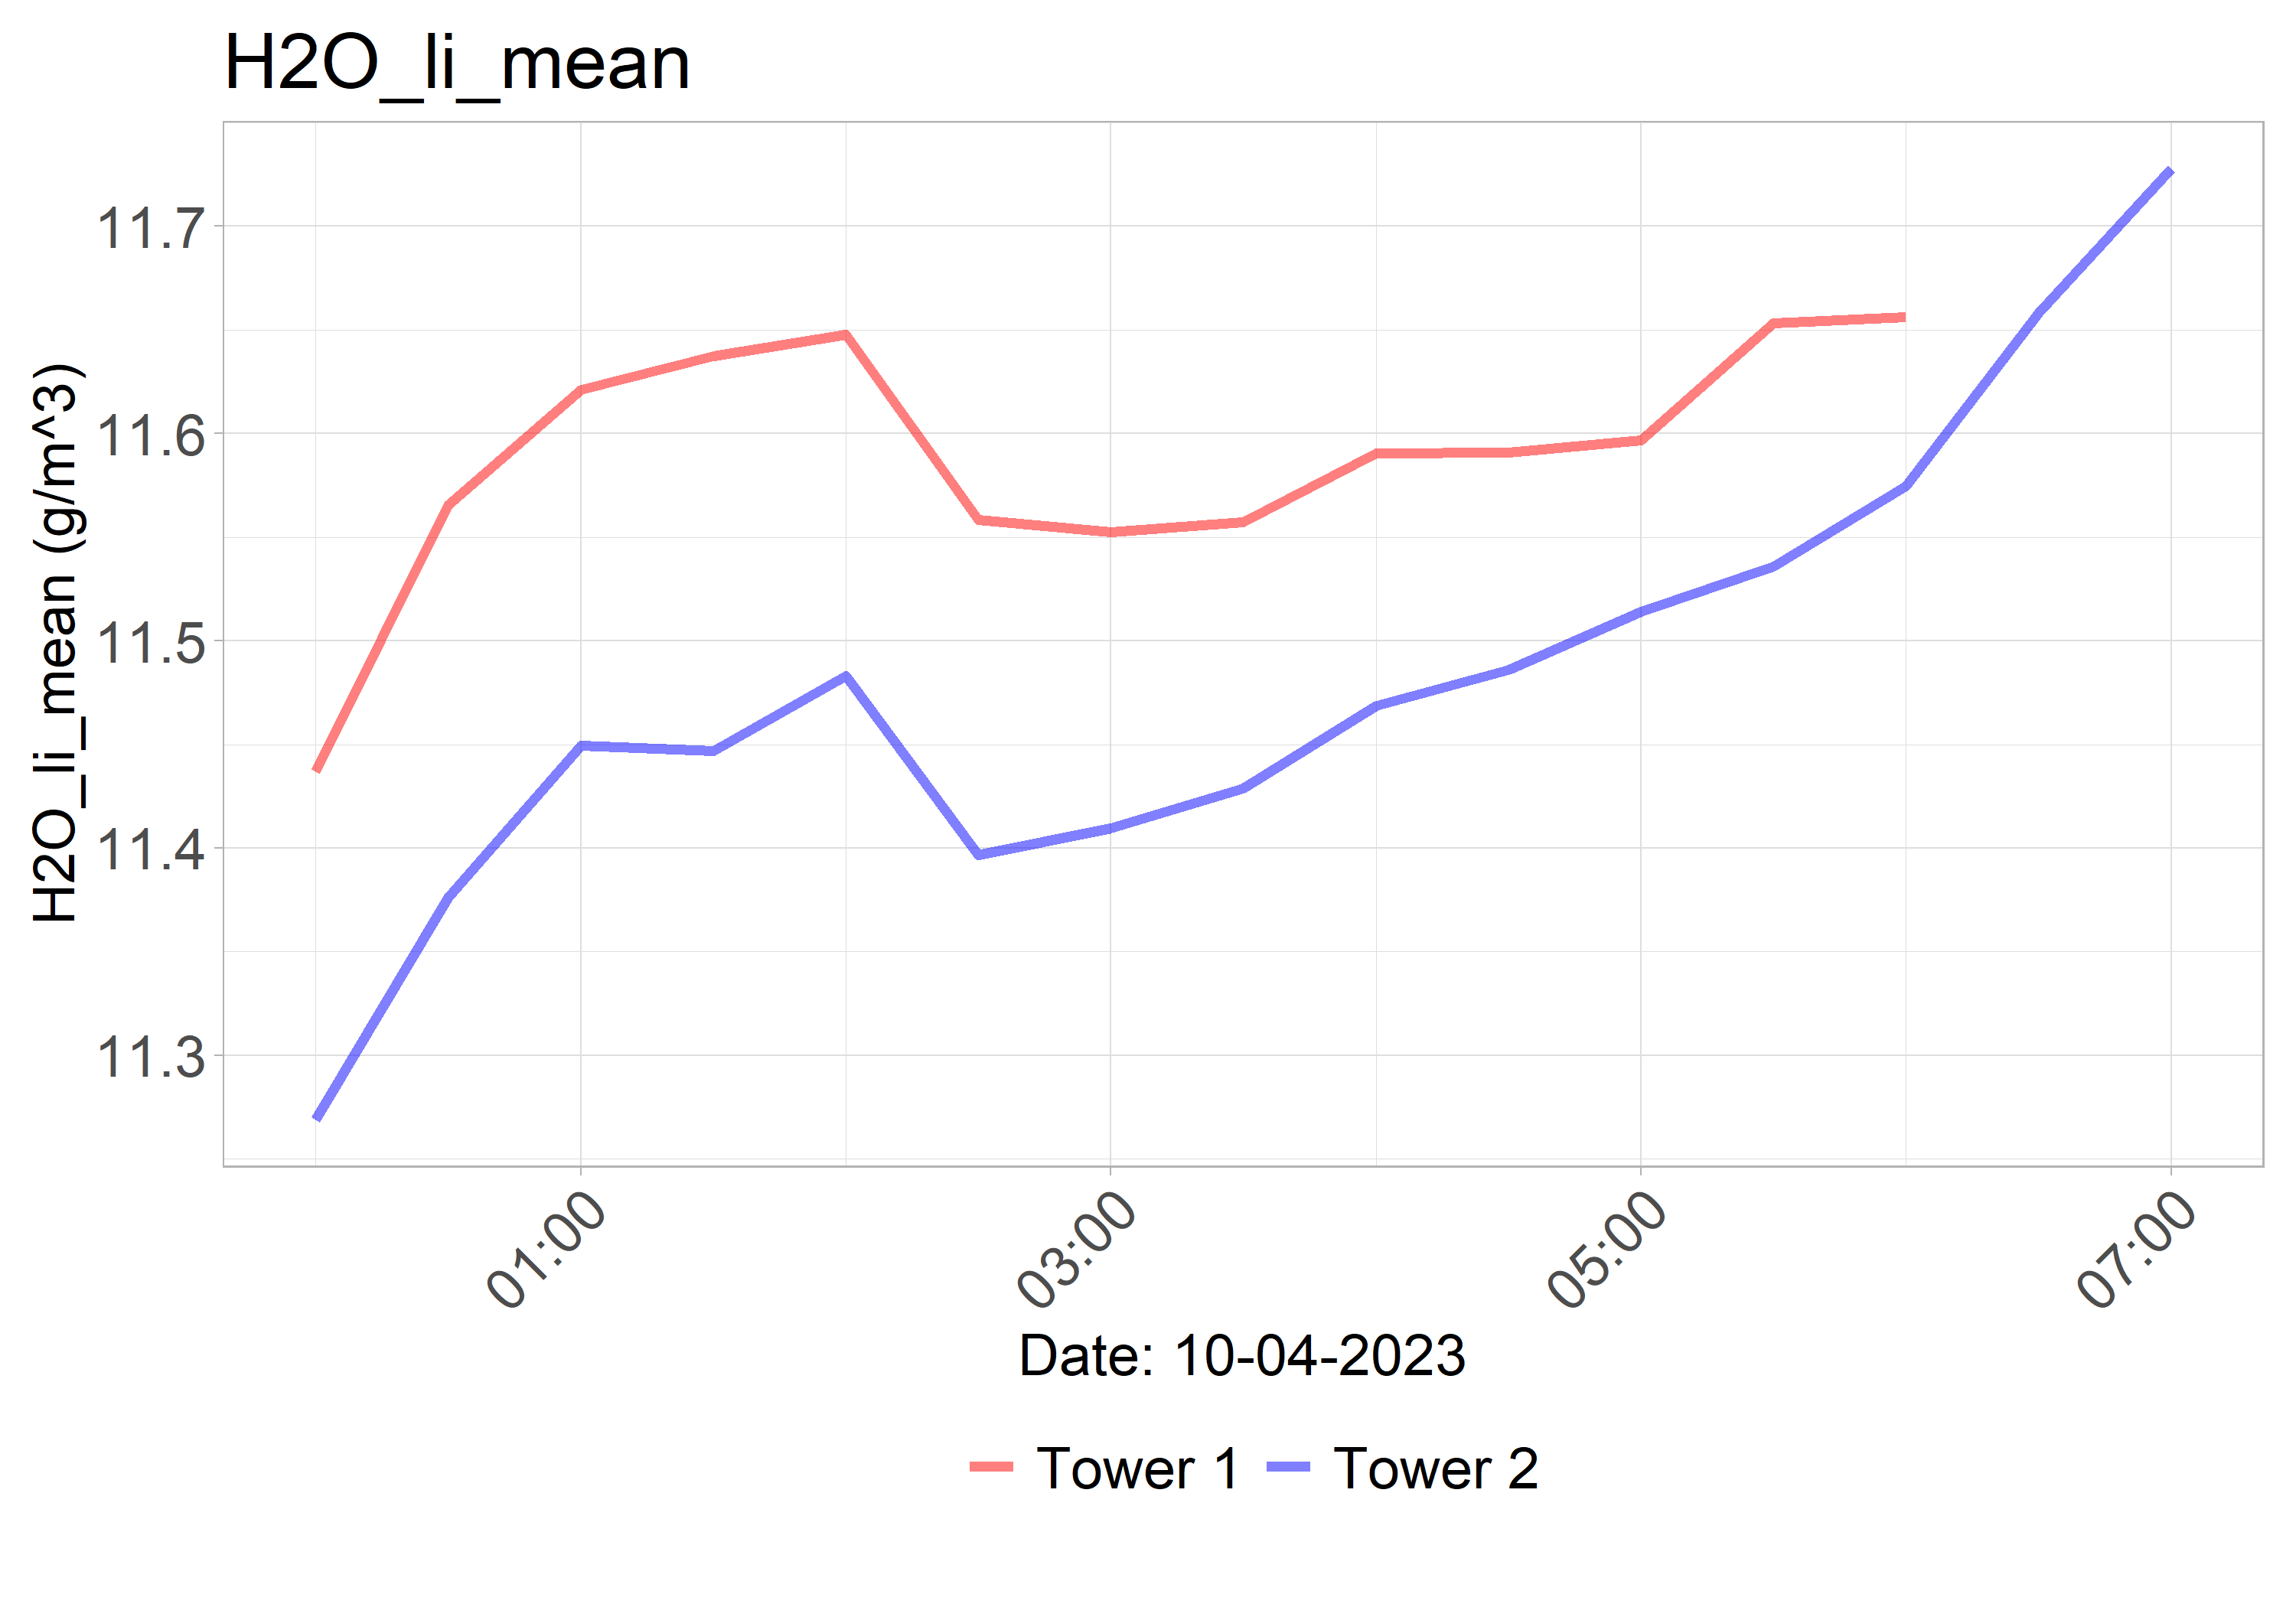 H2O_li_mean
H2O_li_mean (g/m^3)
11.7
11.6
11.5
11.4
11.3
01:00
03:00
05:00
07:00
Date: 10-04-2023
Tower 1
Tower 2